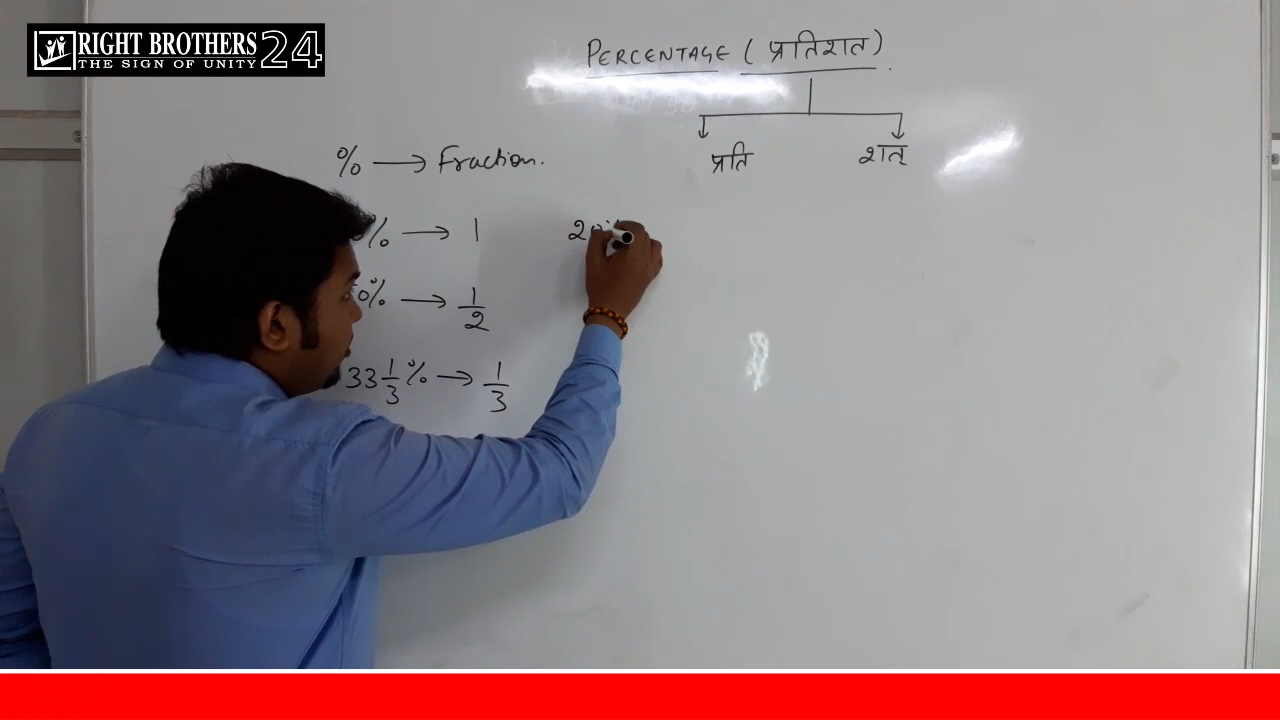 RIGHT BROTHERS 24
THE SIGN OF UNITY
PERCENTAGE (प्रतिशत)
प्रति शत्
% → Fraction.
% → 1
0% → 1/2
33 1/3 % → 1/3
20